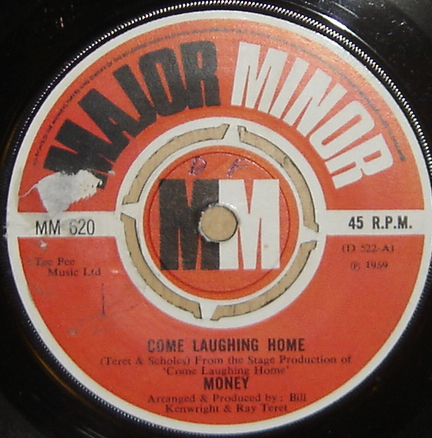 MAJOR MINOR
MM
MM 620
45 R.P.M.
Tee Pee
Music Ltd
(D 522-A)
℗ 1969
COME LAUGHING HOME
(Teret & Scholes) From the Stage Production of
'Come Laughing Home'
MONEY
Arranged & Produced by: Bill
Kenwright & Ray Teret